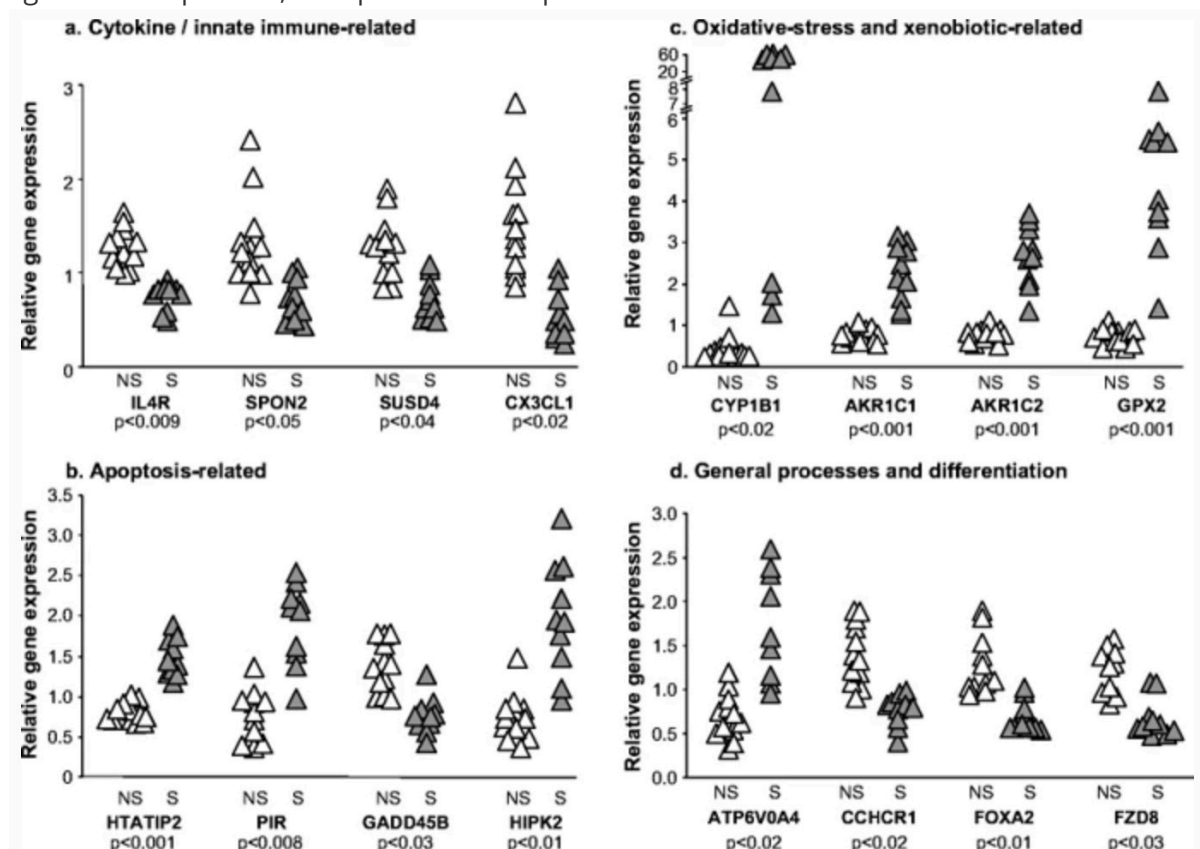 a. Cytokine / innate immune-related
Relative gene expression
3
2
1
0
NS S NS S NS S NS S
IL4R SPON2 SUSD4 CX3CL1
p<0.009 p<0.05 p<0.04 p<0.02
c. Oxidative-stress and xenobiotic-related
Relative gene expression
60
20
8
7
6
5
4
3
2
1
0
NS S NS S NS S NS S
CYP1B1 AKR1C1 AKR1C2 GPX2
p<0.02 p<0.001 p<0.001 p<0.001
b. Apoptosis-related
Relative gene expression
3.5
3.0
2.5
2.0
1.5
1.0
0.5
0
NS S NS S NS S NS S
HTATIP2 PIR GADD45B HIPK2
p<0.001 p<0.008 p<0.03 p<0.01
d. General processes and differentiation
Relative gene expression
3.0
2.5
2.0
1.5
1.0
0.5
0.0
NS S NS S NS S NS S
ATP6V0A4 CCHCR1 FOXA2 FZD8
p<0.02 p<0.02 p<0.01 p<0.03